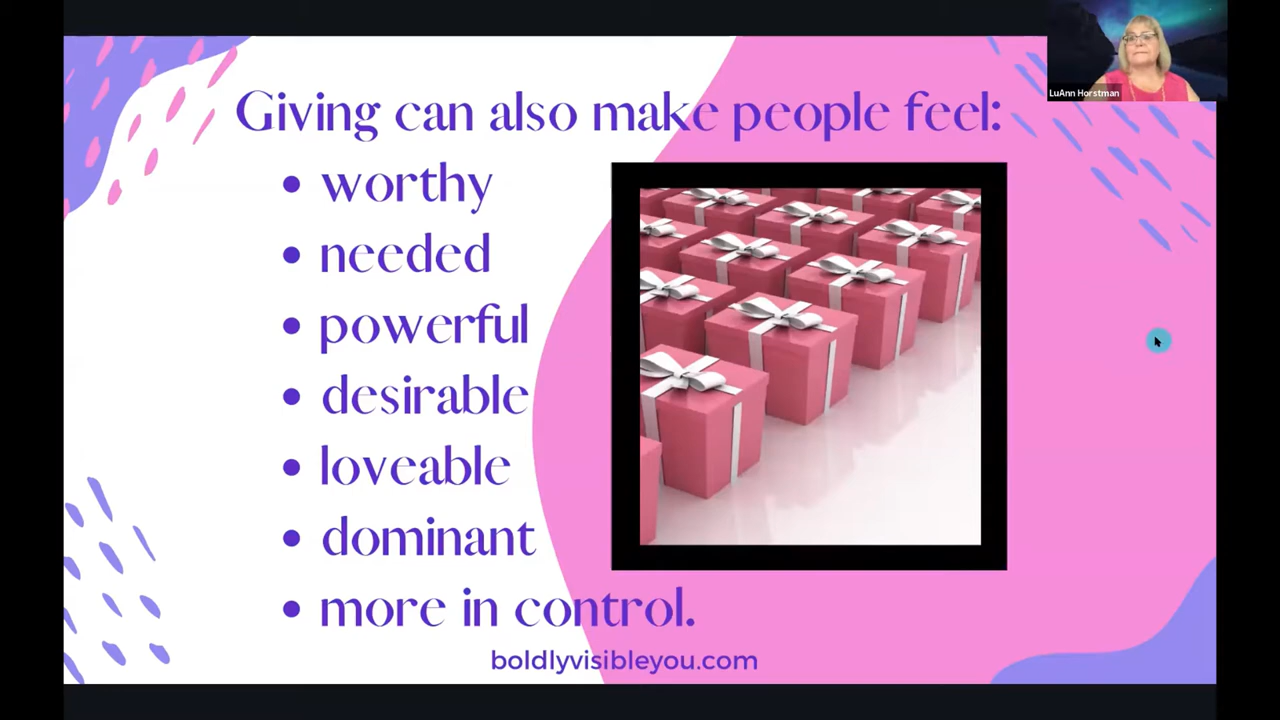 LuAnn Horstman
Giving can also make people feel:
• worthy
• needed
• powerful
• desirable
• loveable
• dominant
• more in control.
boldlyvisibleyou.com